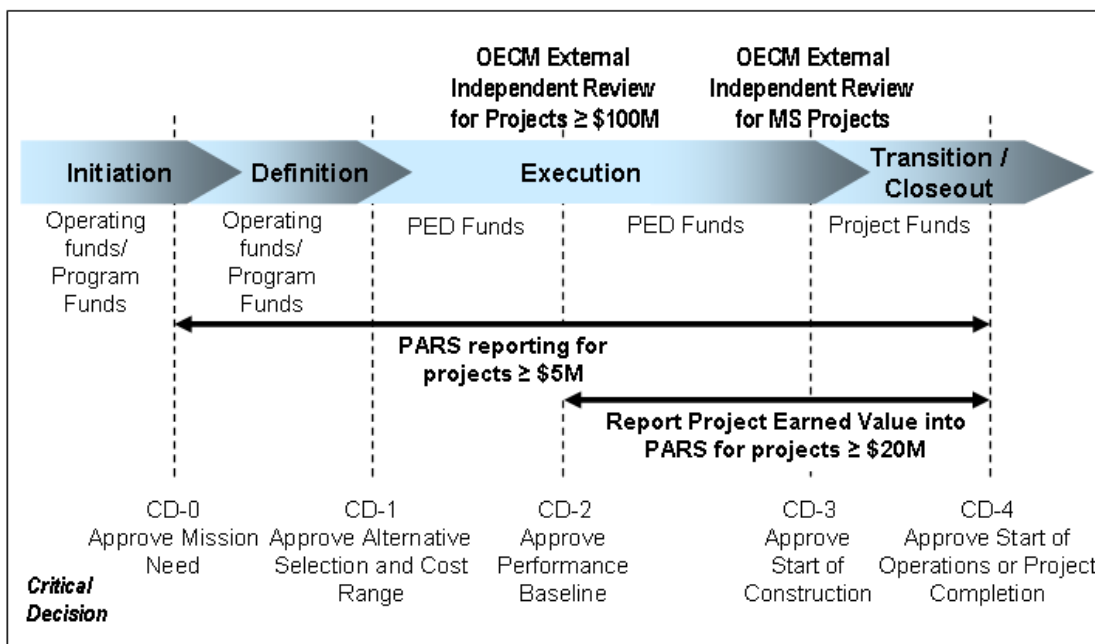 OECM External
Independent Review
for Projects ≥ $100M
OECM External
Independent Review
for MS Projects
Initiation
Definition
Execution
Transition /
Closeout
Operating
funds/
Program
Funds
Operating
funds/
Program
Funds
PED Funds
PED Funds
Project Funds
PARS reporting for
projects ≥ $5M
Report Project Earned Value into
PARS for projects ≥ $20M
CD-0
Approve Mission
Need
CD-1
Approve Alternative
Selection and Cost
Range
CD-2
Approve
Performance
Baseline
CD-3
Approve
Start of
Construction
CD-4
Approve Start of
Operations or Project
Completion
Critical
Decision